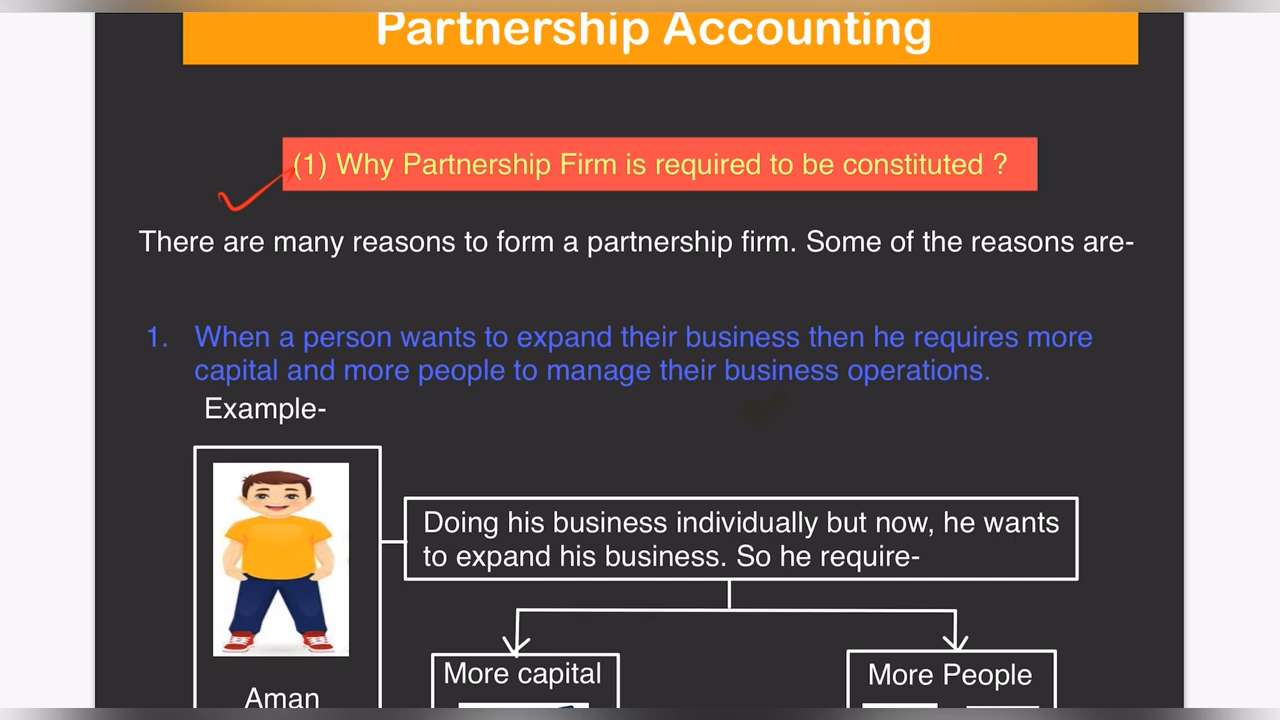 Partnership Accounting
(1) Why Partnership Firm is required to be constituted ?
There are many reasons to form a partnership firm. Some of the reasons are-
1. When a person wants to expand their business then he requires more
capital and more people to manage their business operations.
Example-
Doing his business individually but now, he wants
to expand his business. So he require-
More capital
More People
Aman